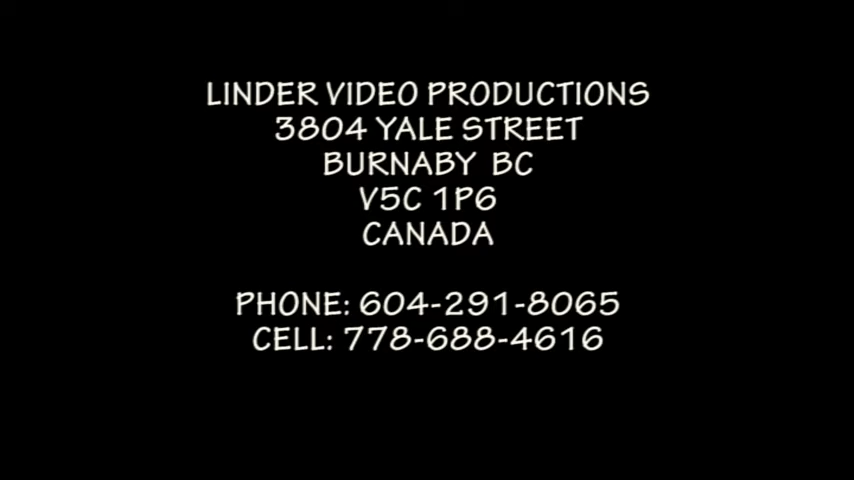 LINDER VIDEO PRODUCTIONS
3804 YALE STREET
BURNABY BC
V5C 1P6
CANADA
PHONE: 604-291-8065
CELL: 778-688-4616